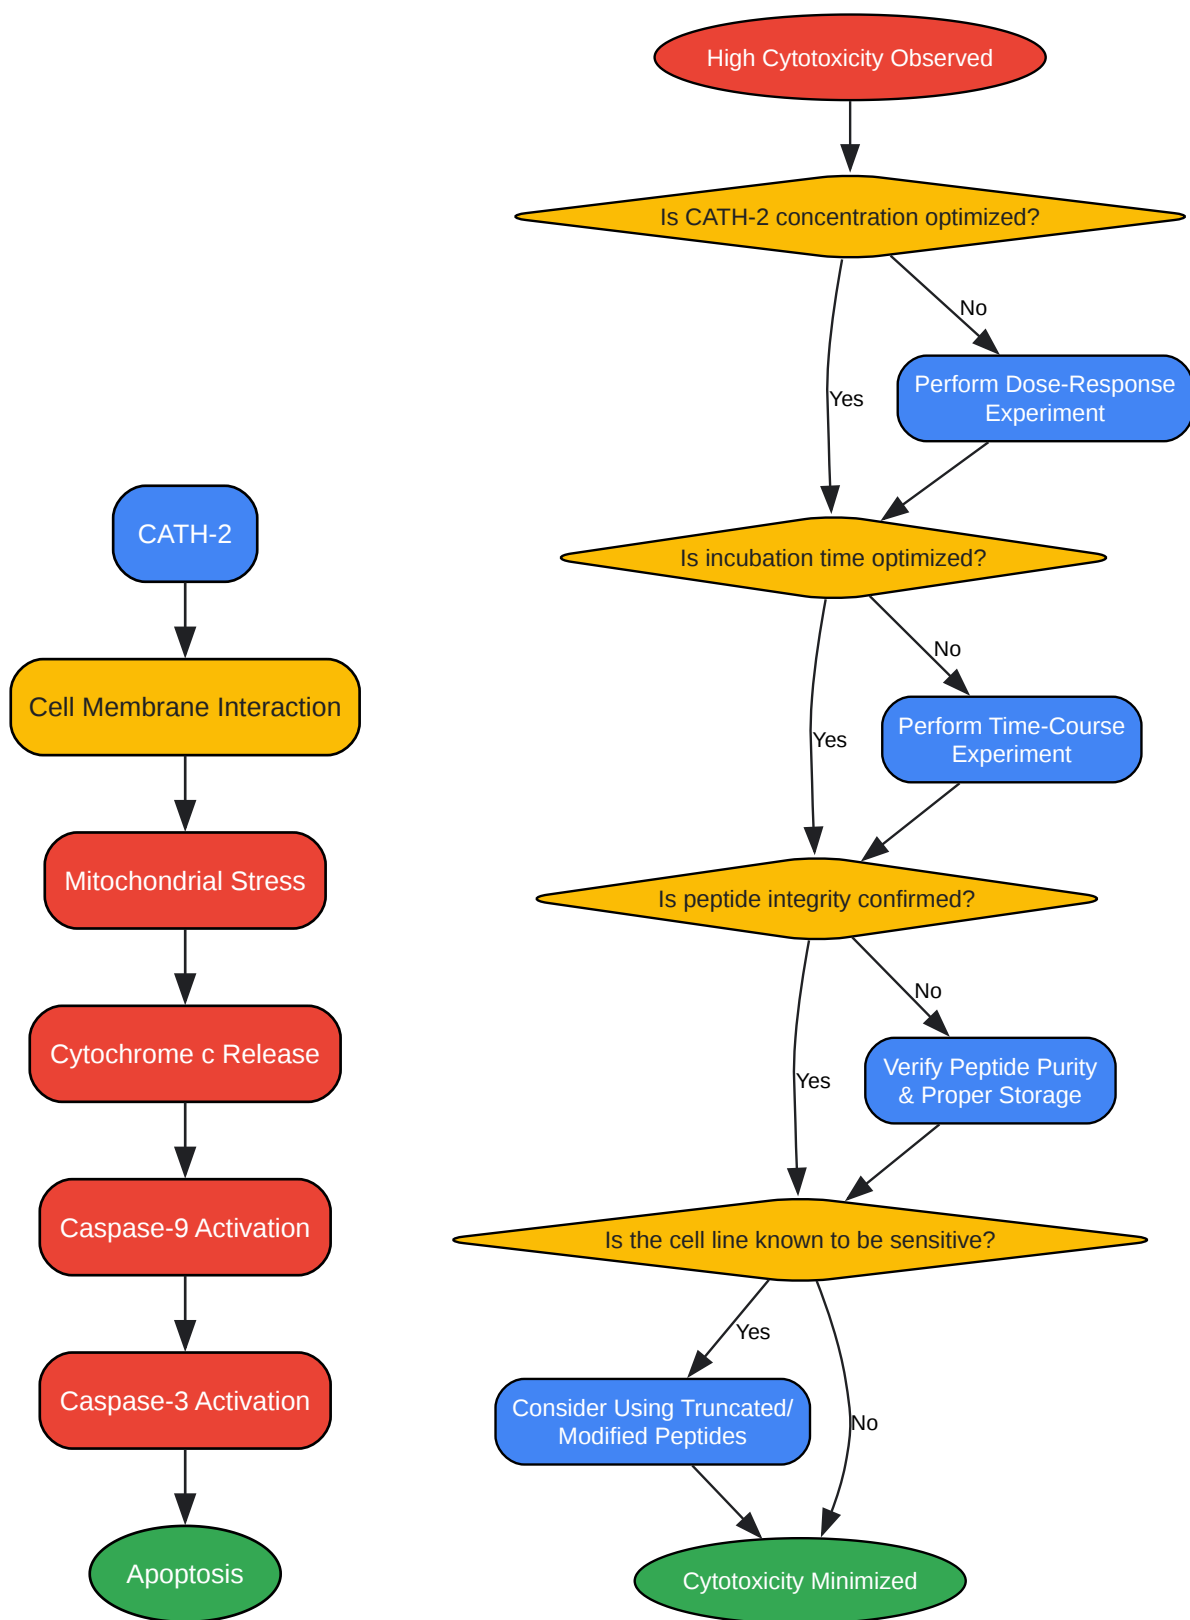 CATH-2
Cell Membrane Interaction
Mitochondrial Stress
Cytochrome c Release
Caspase-9 Activation
Caspase-3 Activation
Apoptosis
High Cytotoxicity Observed
Is CATH-2 concentration optimized?
No
Yes
Perform Dose-Response
Experiment
Is incubation time optimized?
No
Yes
Perform Time-Course
Experiment
Is peptide integrity confirmed?
No
Yes
Verify Peptide Purity
& Proper Storage
Is the cell line known to be sensitive?
Yes
Consider Using Truncated/
Modified Peptides
No
Cytotoxicity Minimized